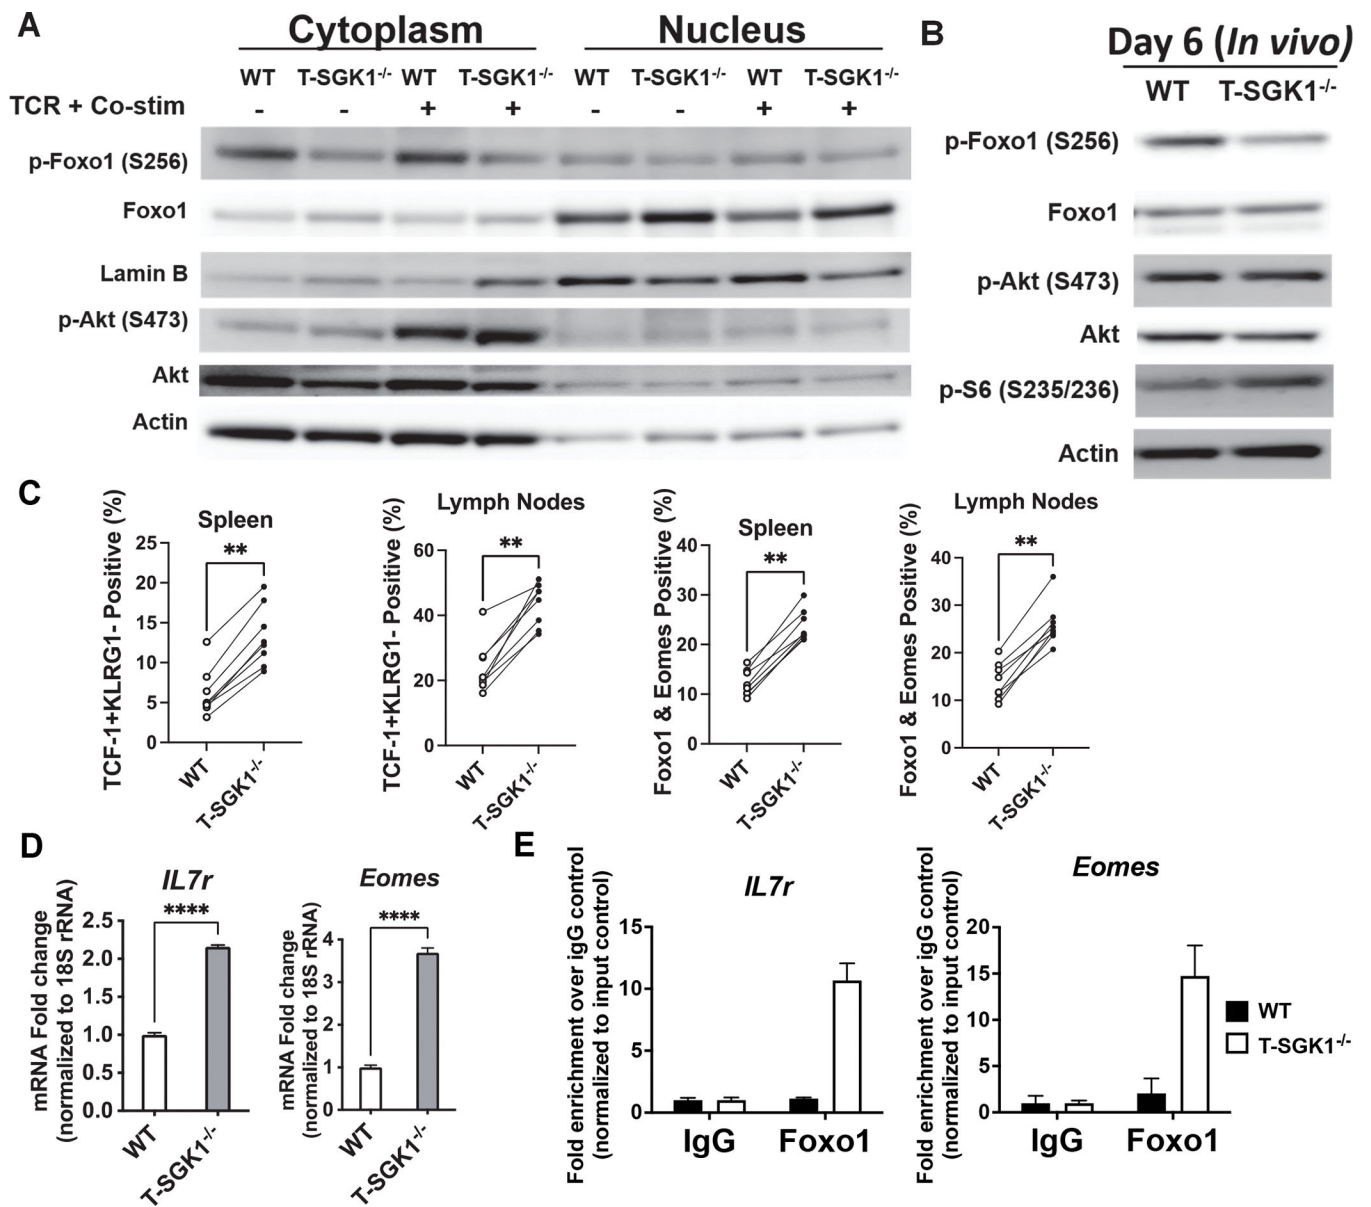 A
Cytoplasm
Nucleus
WT T-SGK1-/- WT T-SGK1-/- WT T-SGK1-/- WT T-SGK1-/-
TCR + Co-stim - - + + - - + +
p-Foxo1 (S256)
Foxo1
Lamin B
p-Akt (S473)
Akt
Actin
B
Day 6 (In vivo)
WT T-SGK1-/-
p-Foxo1 (S256)
Foxo1
p-Akt (S473)
Akt
p-S6 (S235/236)
Actin
C
Spleen
TCF-1+KLRG1- Positive (%)
25
20
15
10
5
0
**
WT
T-SGK1-/-
Lymph Nodes
TCF-1+KLRG1- Positive (%)
60
40
20
0
**
WT
T-SGK1-/-
Spleen
Foxo1 & Eomes Positive (%)
40
30
20
10
0
**
WT
T-SGK1-/-
Lymph Nodes
Foxo1 & Eomes Positive (%)
40
30
20
10
0
**
WT
T-SGK1-/-
D
IL7r
mRNA Fold change
(normalized to 18S rRNA)
2.5
2.0
1.5
1.0
0.5
0.0
****
WT
T-SGK1-/-
Eomes
mRNA Fold change
(normalized to 18S rRNA)
4
3
2
1
0
****
WT
T-SGK1-/-
E
IL7r
Fold enrichment over igG control
(normalized to input control)
15
10
5
0
IgG Foxo1
Eomes
Fold enrichment over igG control
(normalized to input control)
20
15
10
5
0
IgG Foxo1
WT
T-SGK1-/-